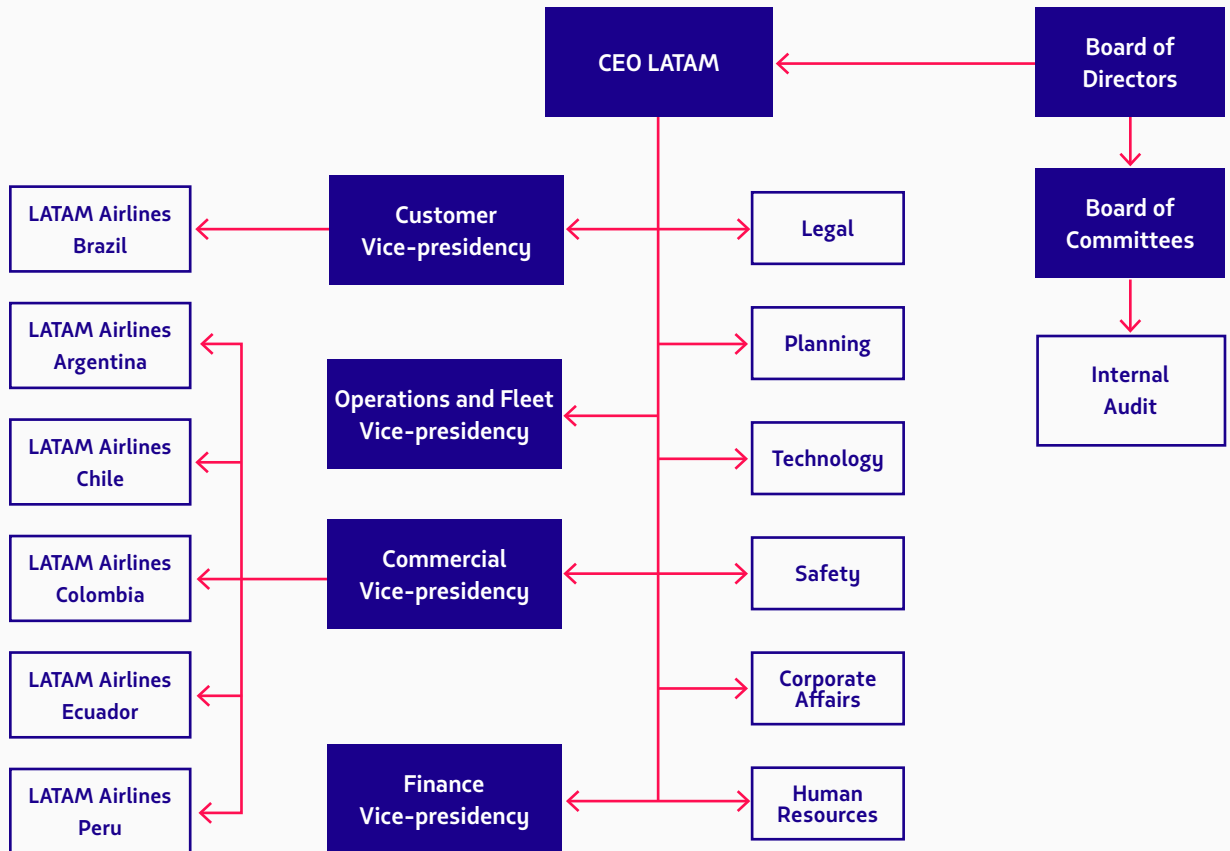 CEO LATAM
Board of
Directors
LATAM Airlines
Brazil
Customer
Vice-presidency
Legal
Board of
Committees
LATAM Airlines
Argentina
Planning
Operations and Fleet
Vice-presidency
Internal
Audit
LATAM Airlines
Chile
Technology
LATAM Airlines
Colombia
Commercial
Vice-presidency
Safety
LATAM Airlines
Ecuador
Corporate
Affairs
LATAM Airlines
Peru
Finance
Vice-presidency
Human
Resources